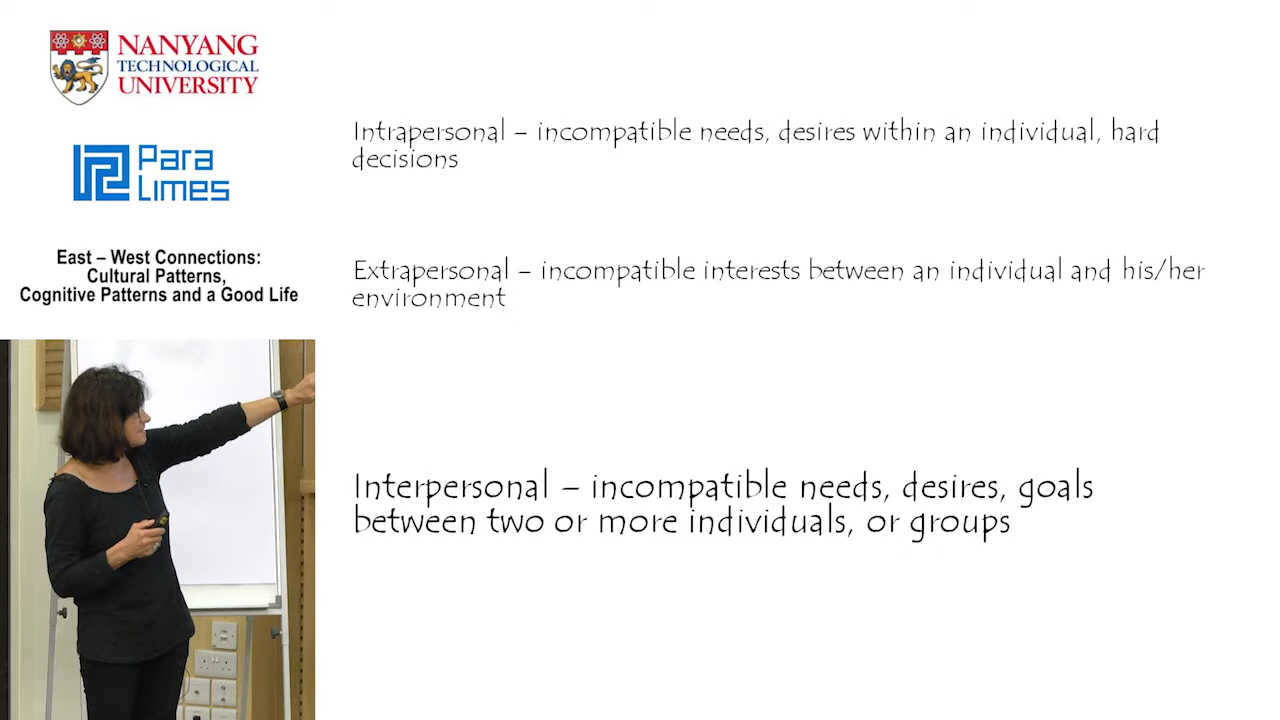 NANYANG
TECHNOLOGICAL
UNIVERSITY
Para
Limes
East – West Connections:
Cultural Patterns,
Cognitive Patterns and a Good Life
Intrapersonal – incompatible needs, desires within an individual, hard
decisions
Extrapersonal – incompatible interests between an individual and his/her
environment
Interpersonal – incompatible needs, desires, goals
between two or more individuals, or groups